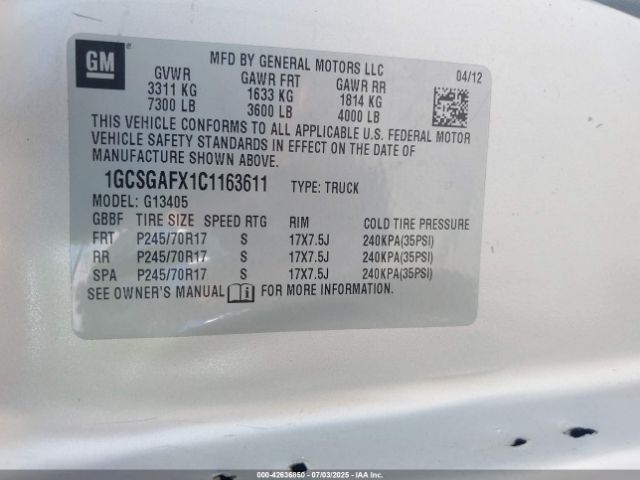 GM
MFD BY GENERAL MOTORS LLC
GVWR GAWR FRT GAWR RR 04/12
3311 KG 1633 KG 1814 KG
7300 LB 3600 LB 4000 LB
THIS VEHICLE CONFORMS TO ALL APPLICABLE U.S. FEDERAL MOTOR
VEHICLE SAFETY STANDARDS IN EFFECT ON THE DATE OF
MANUFACTURE SHOWN ABOVE.
1GCSGAFX1C1163611 TYPE: TRUCK
MODEL: G13405
GBBF TIRE SIZE SPEED RTG RIM COLD TIRE PRESSURE
FRT P245/70R17 S 17X7.5J 240KPA(35PSI)
RR P245/70R17 S 17X7.5J 240KPA(35PSI)
SPA P245/70R17 S 17X7.5J 240KPA(35PSI)
SEE OWNER'S MANUAL FOR MORE INFORMATION.
000-42636850 - 07/03/2025 - IAAI.COM